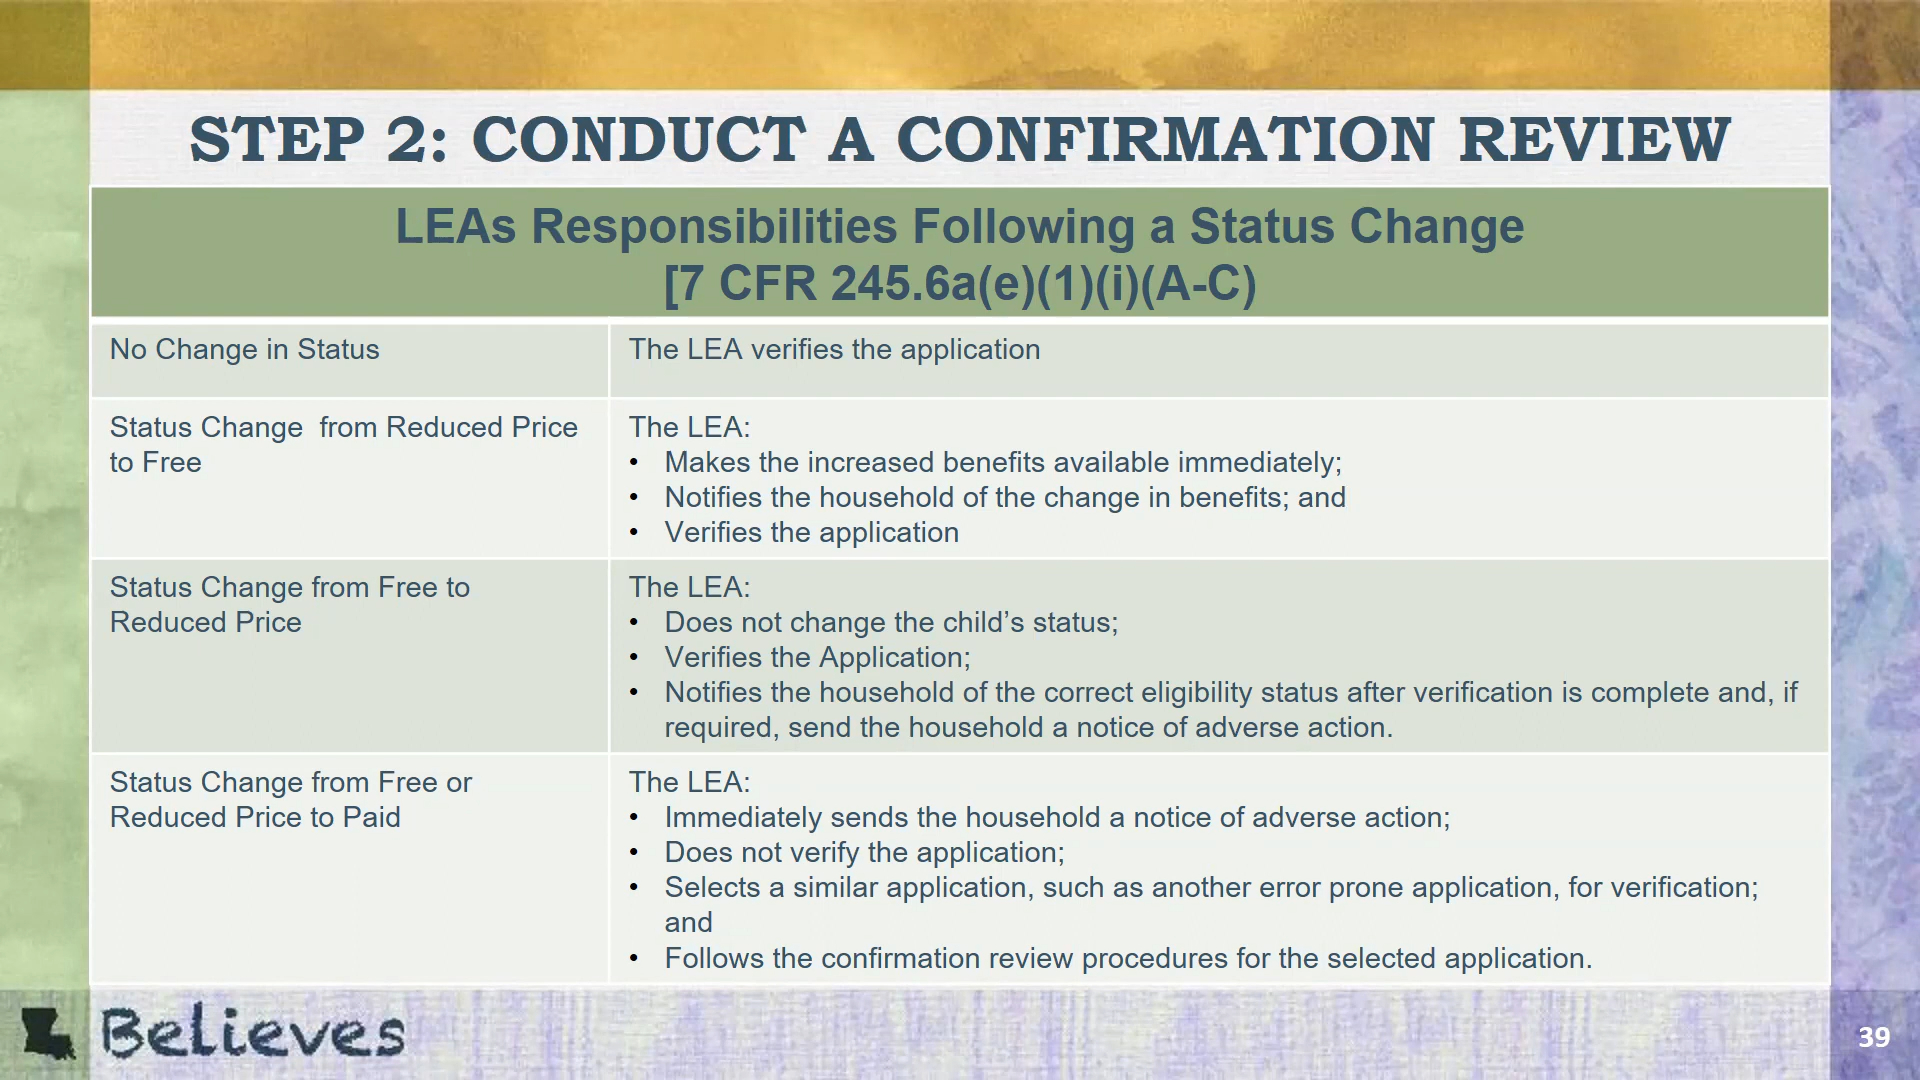 STEP 2: CONDUCT A CONFIRMATION REVIEW
LEAs Responsibilities Following a Status Change
[7 CFR 245.6a(e)(1)(i)(A-C)
No Change in Status
The LEA verifies the application
Status Change  from Reduced Price
to Free
The LEA:
• Makes the increased benefits available immediately;
• Notifies the household of the change in benefits; and
• Verifies the application
Status Change from Free to
Reduced Price
The LEA:
• Does not change the child’s status;
• Verifies the Application;
• Notifies the household of the correct eligibility status after verification is complete and, if
required, send the household a notice of adverse action.
Status Change from Free or
Reduced Price to Paid
The LEA:
• Immediately sends the household a notice of adverse action;
• Does not verify the application;
• Selects a similar application, such as another error prone application, for verification;
and
• Follows the confirmation review procedures for the selected application.
Believes
39